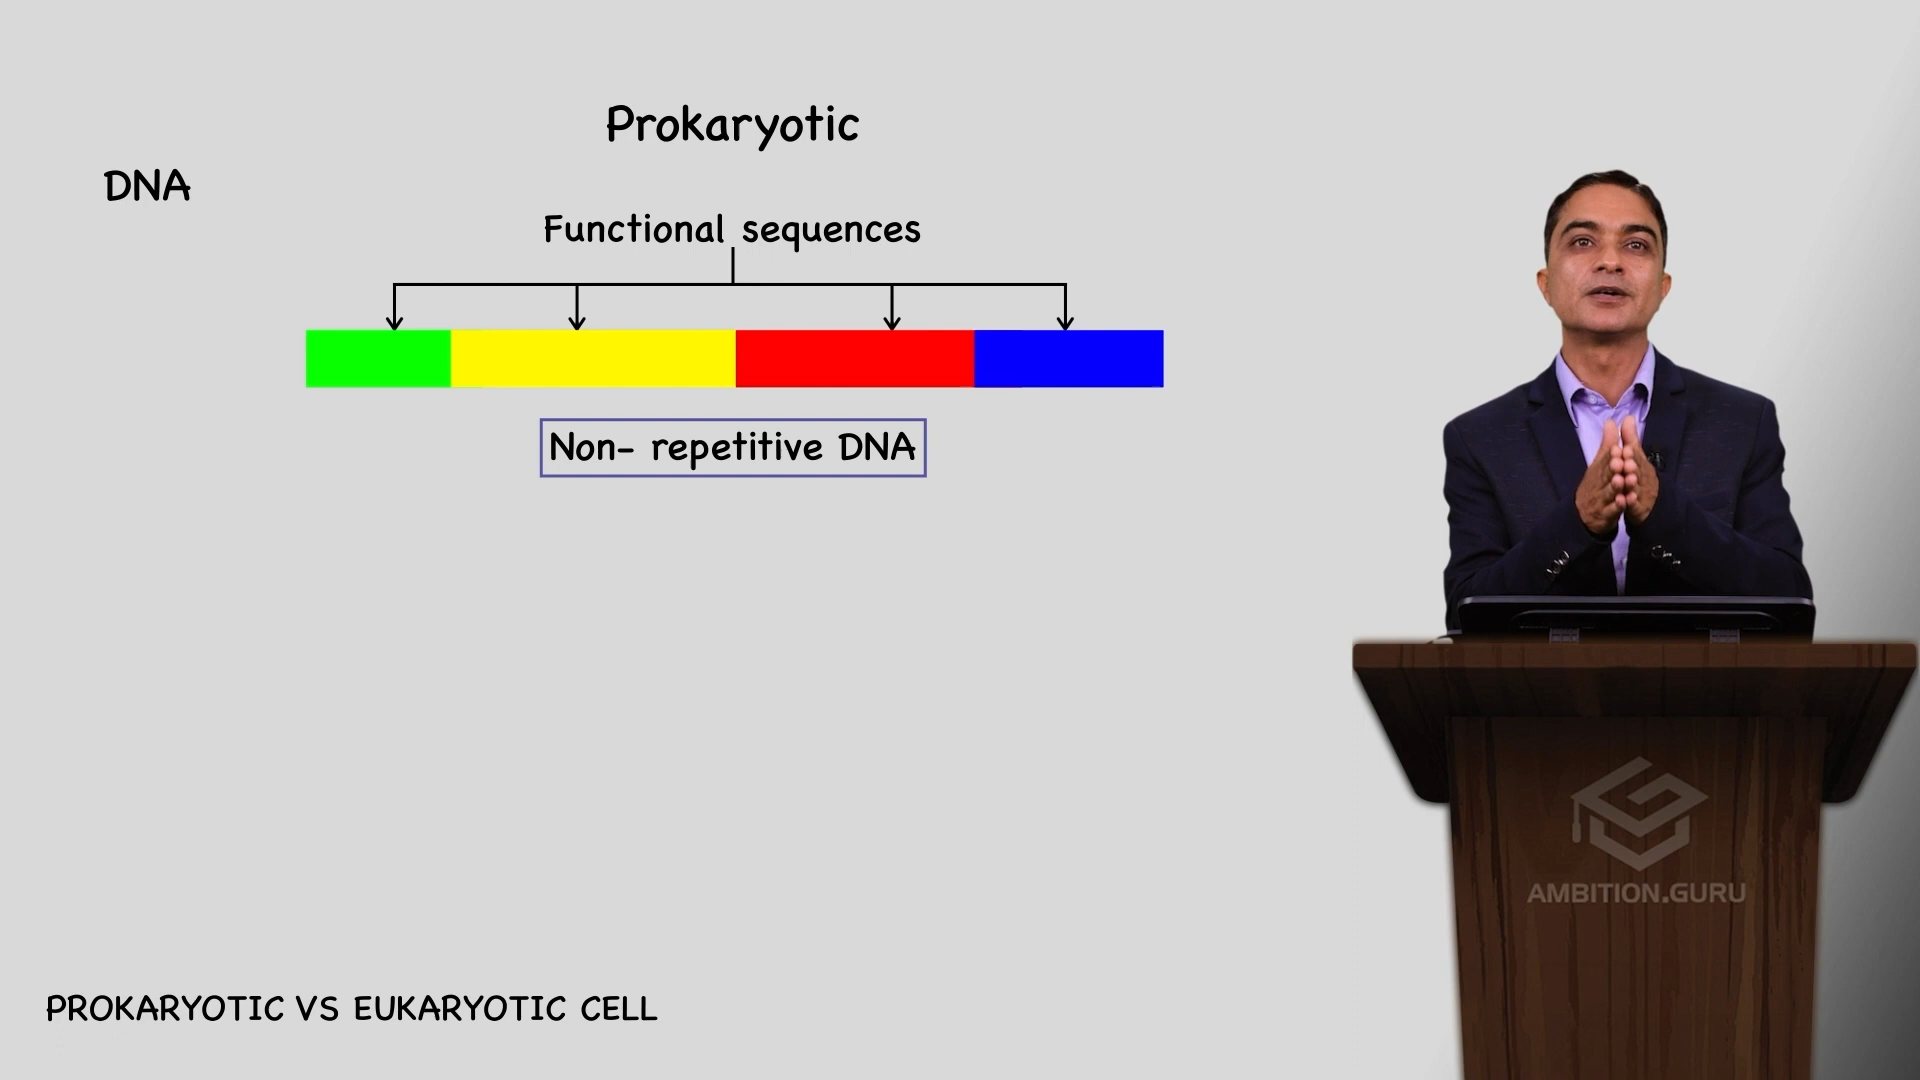 Prokaryotic
DNA
Functional sequences
Non- repetitive DNA
AMBITION.GURU
PROKARYOTIC VS EUKARYOTIC CELL